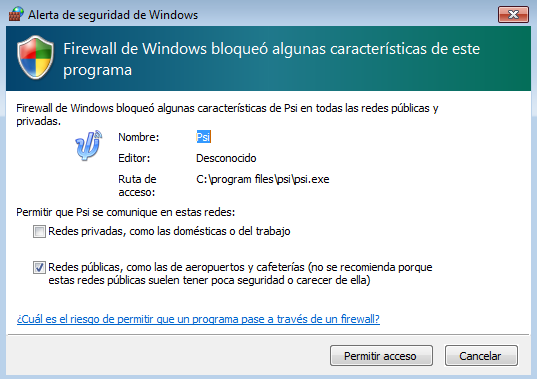 Alerta de seguridad de Windows
Firewall de Windows bloqueó algunas características de este
programa
Firewall de Windows bloqueó algunas características de Psi en todas las redes públicas y
privadas.
Nombre: Psi
Editor: Desconocido
Ruta de C:\program files\psi\psi.exe
acceso:
Permitir que Psi se comunique en estas redes:
Redes privadas, como las domésticas o del trabajo
Redes públicas, como las de aeropuertos y cafeterías (no se recomienda porque
estas redes públicas suelen tener poca seguridad o carecer de ella)
¿Cuál es el riesgo de permitir que un programa pase a través de un firewall?
Permitir acceso Cancelar